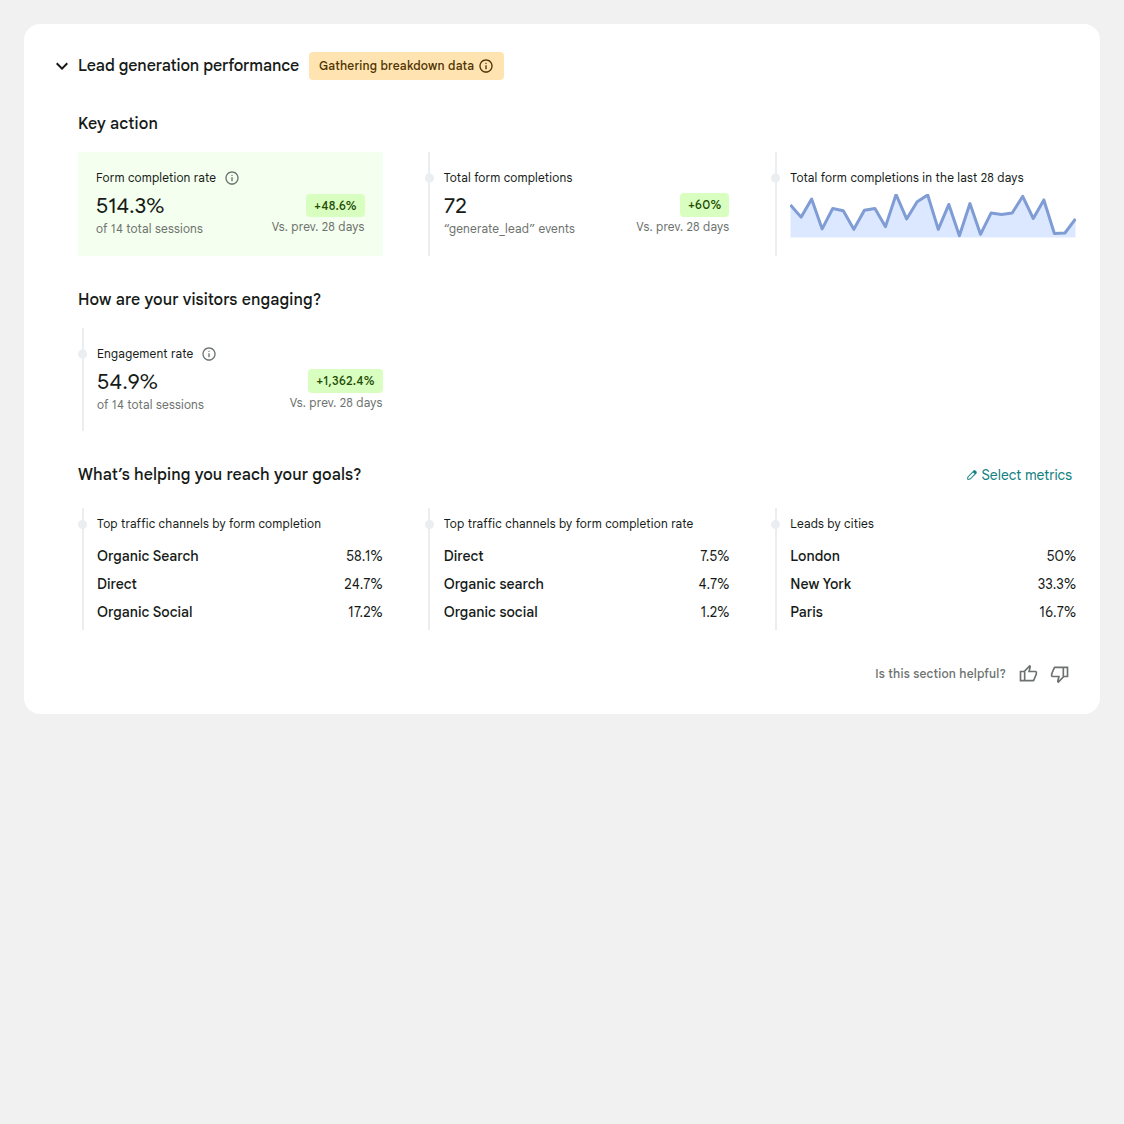 Lead generation performance
Gathering breakdown data
Key action
Form completion rate
514.3%
of 14 total sessions
+48.6%
Vs. prev. 28 days
Total form completions
72
“generate_lead” events
+60%
Vs. prev. 28 days
Total form completions in the last 28 days
How are your visitors engaging?
Engagement rate
54.9%
of 14 total sessions
+1,362.4%
Vs. prev. 28 days
What’s helping you reach your goals?
Select metrics
Top traffic channels by form completion
Organic Search 58.1%
Direct 24.7%
Organic Social 17.2%
Top traffic channels by form completion rate
Direct 7.5%
Organic search 4.7%
Organic social 1.2%
Leads by cities
London 50%
New York 33.3%
Paris 16.7%
Is this section helpful?